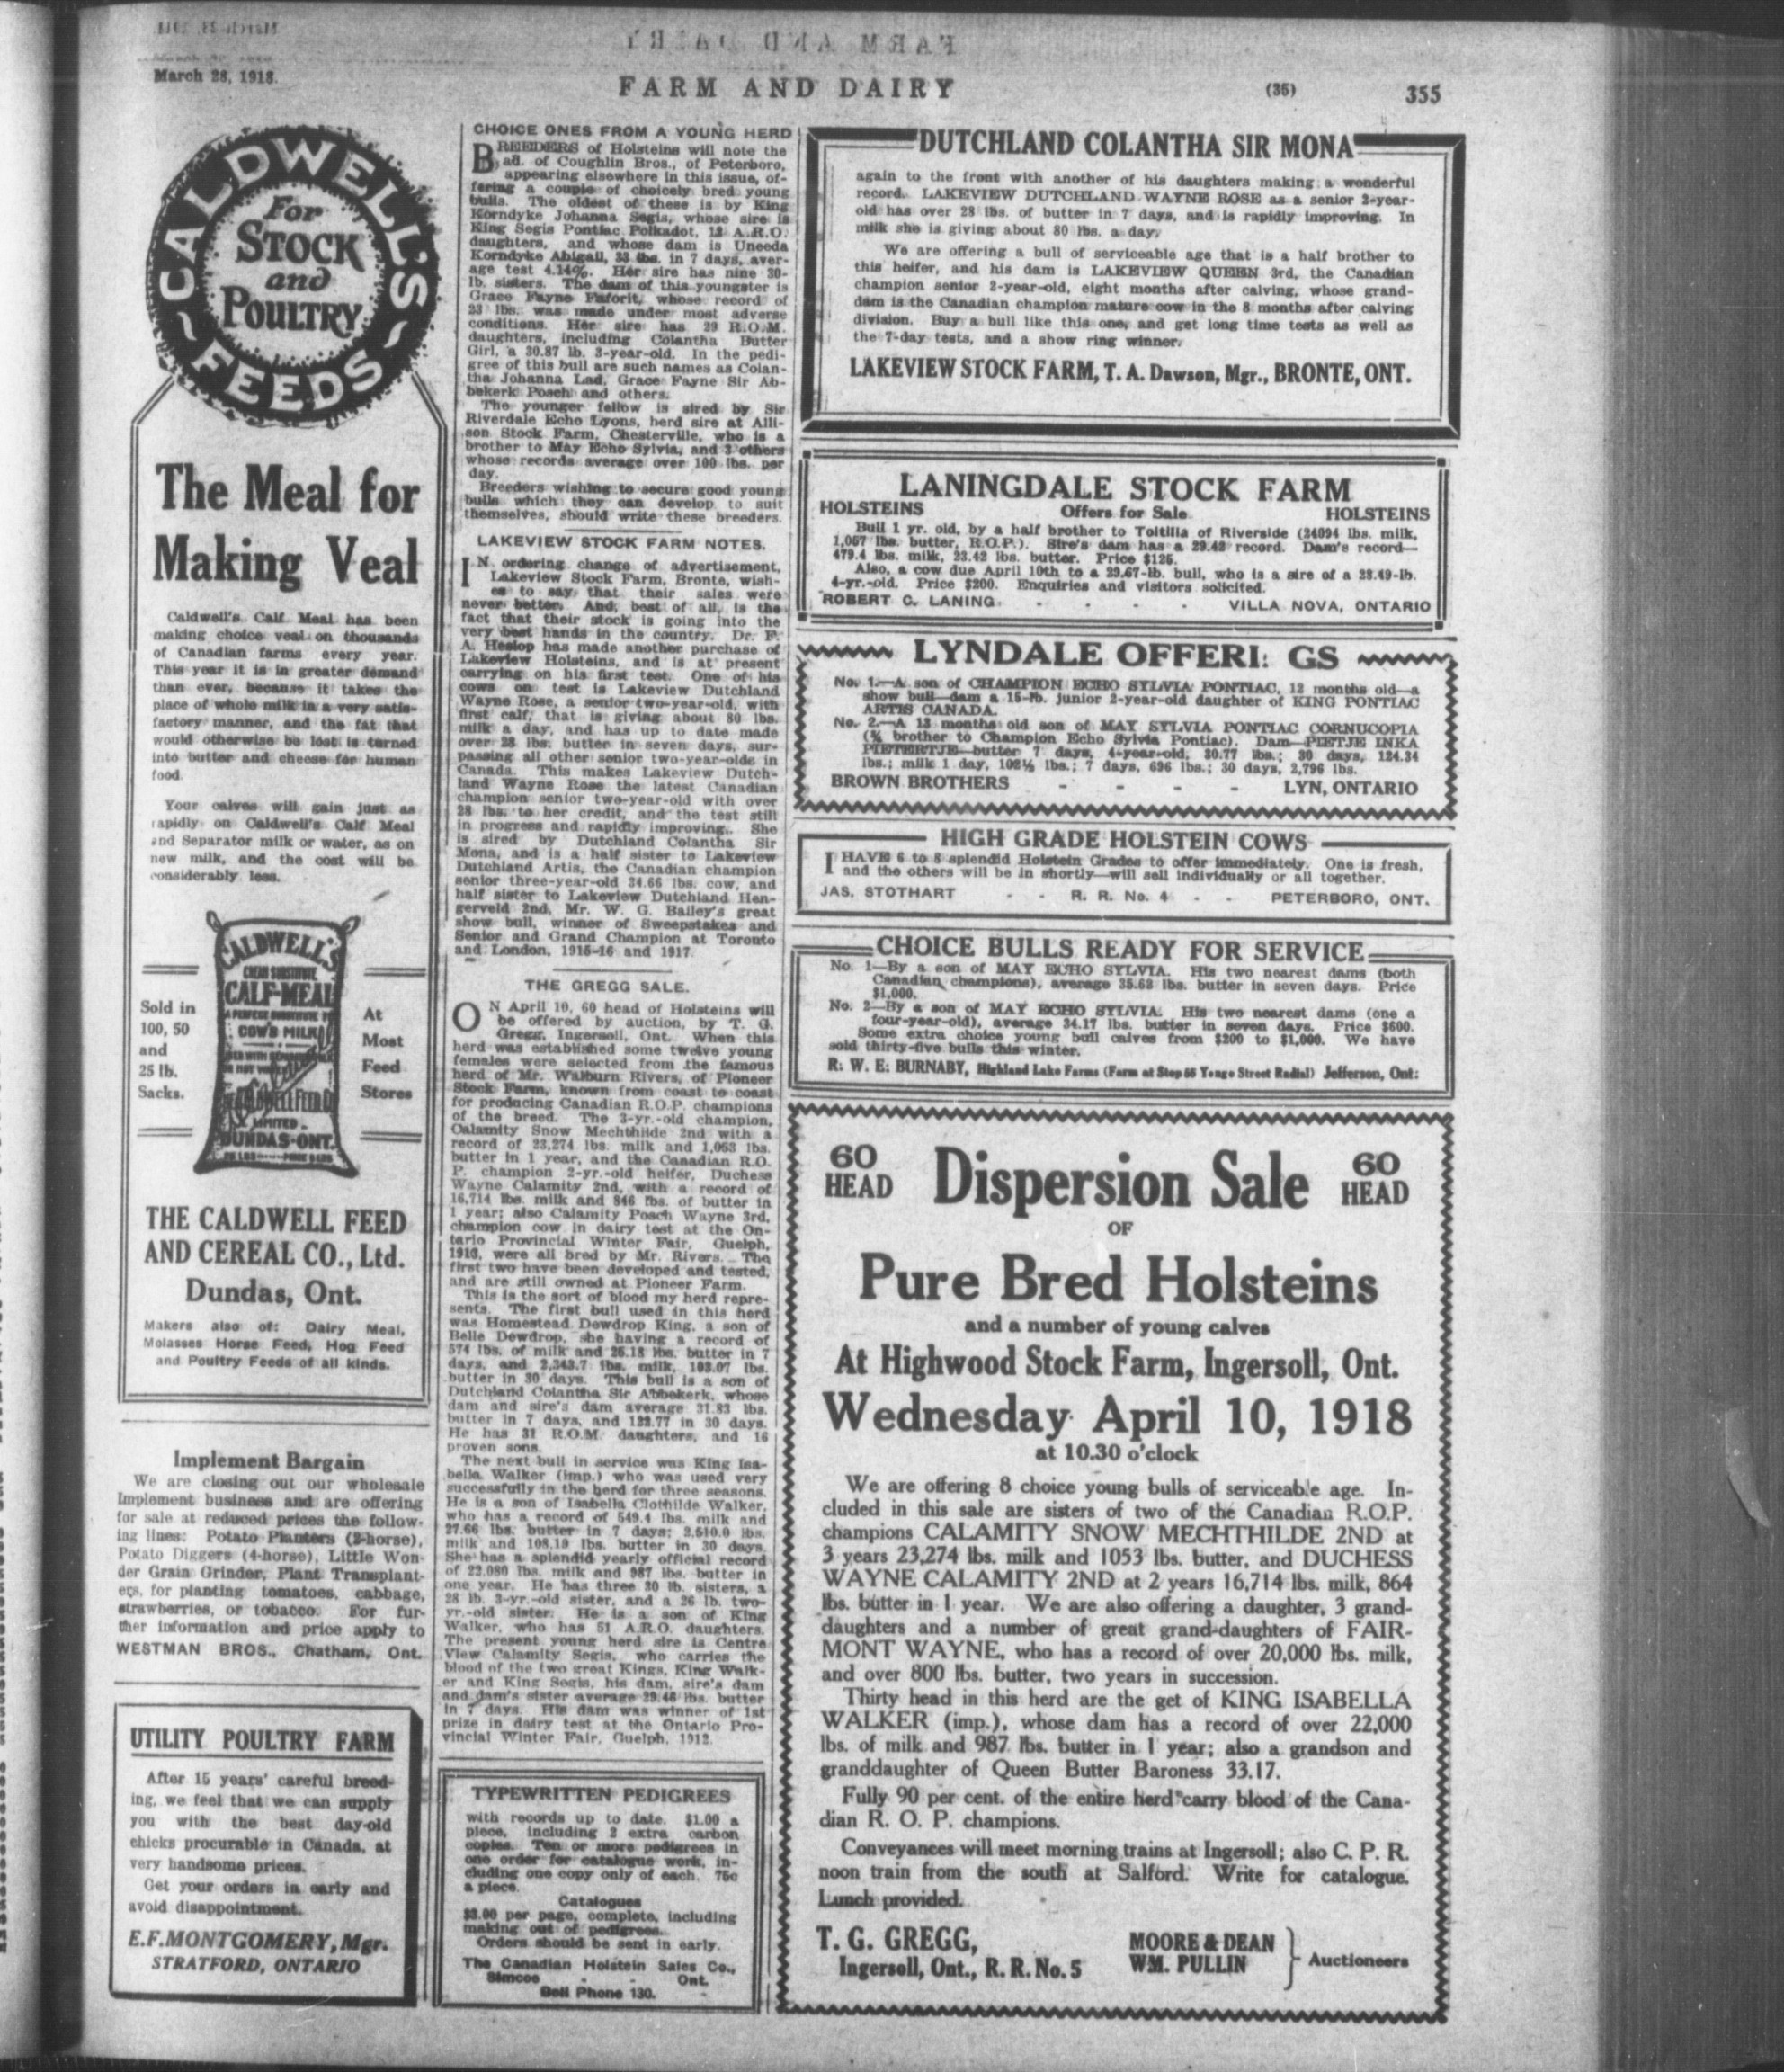 March 28, 1918.
FARM AND DAIRY
(35)
355
CALDWELL'S
For
STOCK
and
POULTRY
FEEDS
The Meal for
Making Veal
Caldwell's Calf Meal has been
making choice veal on thousands
of Canadian farms every year.
This year it is in greater demand
than ever, because it takes the
place of whole milk in a very satis-
factory manner, and the fat that
would otherwise be lost is turned
into butter and cheese for human
food.
Your calves will gain just as
rapidly on Caldwell's Calf Meal
and Separator milk or water, as on
new milk, and the cost will be
considerably less.
Sold in
100, 50
and
25 lb.
Sacks.
CALDWELL'S
CREAM SUBSTITUTE
CALF-MEAL
A PERFECT SUBSTITUTE FOR
COW'S MILK
LIMITED
DUNDAS-ONT.
At
Most
Feed
Stores
THE CALDWELL FEED
AND CEREAL CO., Ltd.
Dundas, Ont.
Makers also of: Dairy Meal,
Molasses Horse Feed, Hog Feed
and Poultry Feeds of all kinds.
Implement Bargain
We are closing out our wholesale
Implement business and are offering
for sale at reduced prices the follow-
ing lines: Potato Planters (2-horse),
Potato Diggers (4-horse), Little Won-
der Grain Grinder, Plant Transplant-
ers, for planting tomatoes, cabbage,
strawberries, or tobacco. For fur-
ther information and price apply to
WESTMAN BROS., Chatham, Ont.
UTILITY POULTRY FARM
After 15 years' careful breed-
ing, we feel that we can supply
you with the best day-old
chicks procurable in Canada, at
very handsome prices.
Get your orders in early and
avoid disappointment.
E.F. MONTGOMERY, Mgr.
STRATFORD, ONTARIO
CHOICE ONES FROM A YOUNG HERD
BREEDERS of Holsteins will note the
ad. of Coughlin Bros., of Peterboro,
appearing elsewhere in this issue, of-
fering a couple of choicely bred young
bulls. The oldest of these is by King
Korndyke Johanna Segis, whose sire is
King Segis Pontiac Polkadot, 12 A.R.O.
daughters, and whose dam is Uneeda
Korndyke Abigail, 33 lbs. in 7 days, aver-
age test 4.14%. Her sire has nine 30-
lb. sisters. The dam of this youngster is
Grace Fayne Faforit, whose record of
23 lbs. was made under most adverse
conditions. Her sire has 29 R.O.M.
daughters, including Colantha Butter
Girl, a 30.87 lb. 3-year-old. In the pedi-
gree of this bull are such names as Colan-
tha Johanna Lad, Grace Fayne Sir Ab-
bekerk Posch and others.
The younger fellow is sired by Sir
Riverdale Echo Lyons, herd sire at Alli-
son Stock Farm, Chesterville, who is a
brother to May Echo Sylvia, and 3 others
whose records average over 100 lbs. per
day.
Breeders wishing to secure good young
bulls which they can develop to suit
themselves, should write these breeders.
LAKEVIEW STOCK FARM NOTES.
IN ordering change of advertisement,
Lakeview Stock Farm, Bronte, wish-
es to say that their sales were
never better. And, best of all, is the
fact that their stock is going into the
very best hands in the country. Dr. F.
A. Heslop has made another purchase of
Lakeview Holsteins, and is at present
carrying on his first test. One of his
cows on test is Lakeview Dutchland
Wayne Rose, a senior two-year-old, with
first calf, that is giving about 80 lbs.
milk a day, and has up to date made
over 28 lbs. butter in seven days, sur-
passing all other senior two-year-olds in
Canada. This makes Lakeview Dutch-
land Wayne Rose the latest Canadian
champion senior two-year-old with over
28 lbs. to her credit, and the test still
in progress and rapidly improving. She
is sired by Dutchland Colantha Sir
Mona, and is a half sister to Lakeview
Dutchland Artis, the Canadian champion
senior three-year-old 34.66 lbs. cow, and
half sister to Lakeview Dutchland Hen-
gerveld 2nd, Mr. W. G. Bailey's great
show bull, winner of Sweepstakes and
Senior and Grand Champion at Toronto
and London, 1915-16 and 1917.
THE GREGG SALE.
ON April 10, 60 head of Holsteins will
be offered by auction, by T. G.
Gregg, Ingersoll, Ont. When this
herd was established some twelve young
females were selected from the famous
herd of Mr. Walburn Rivers, of Pioneer
Stock Farm, known from coast to coast
for producing Canadian R.O.P. champions
of the breed. The 3-yr.-old champion,
Calamity Snow Mechthilde 2nd with a
record of 23,274 lbs. milk and 1,053 lbs.
butter in 1 year, and the Canadian R.O.
P. champion 2-yr.-old heifer, Duchess
Wayne Calamity 2nd, with a record of
16,714 lbs. milk and 846 lbs. of butter in
1 year; also Calamity Posch Wayne 3rd,
champion cow in dairy test at the On-
tario Provincial Winter Fair, Guelph,
1916, were all bred by Mr. Rivers. The
first two have been developed and tested,
and are still owned at Pioneer Farm.
This is the sort of blood my herd repre-
sents. The first bull used in this herd
was Homestead Dewdrop King, a son of
Belle Dewdrop, she having a record of
574 lbs. of milk and 25.18 lbs. butter in 7
days, and 2,343.7 lbs. milk, 103.07 lbs.
butter in 30 days. This bull is a son of
Dutchland Colantha Sir Abbekerk, whose
dam and sire's dam average 31.83 lbs.
butter in 7 days, and 122.77 in 30 days.
He has 31 R.O.M. daughters, and 16
proven sons.
The next bull in service was King Isa-
bella Walker (imp.) who was used very
successfully in the herd for three seasons.
He is a son of Isabella Clothilde Walker,
who has a record of 549.4 lbs. milk and
27.66 lbs. butter in 7 days; 2,510.0 lbs.
milk and 108.19 lbs. butter in 30 days.
She has a splendid yearly official record
of 22,080 lbs. milk and 987 lbs. butter in
one year. He has three 30 lb. sisters, a
28 lb. 3-yr.-old sister, and a 26 lb. two-
yr.-old sister. He is a son of King
Walker, who has 51 A.R.O. daughters.
The present young herd sire is Centre
View Calamity Segis, who carries the
blood of the two great Kings, King Walk-
er and King Segis, his dam, sire's dam
and dam's sister average 29.48 lbs. butter
in 7 days. His dam was winner of 1st
prize in dairy test at the Ontario Pro-
vincial Winter Fair, Guelph, 1912.
TYPEWRITTEN PEDIGREES
with records up to date. $1.00 a
piece, including 2 extra carbon
copies. Ten or more pedigrees in
one order for catalogue work, in-
cluding one copy only of each, 75c
a piece.
Catalogues
$3.00 per page, complete, including
making out of pedigrees.
Orders should be sent in early.
The Canadian Holstein Sales Co.,
Simcoe - - Ont.
Bell Phone 130.
DUTCHLAND COLANTHA SIR MONA
again to the front with another of his daughters making a wonderful
record. LAKEVIEW DUTCHLAND WAYNE ROSE as a senior 2-year-
old has over 28 lbs. of butter in 7 days, and is rapidly improving. In
milk she is giving about 80 lbs. a day.
We are offering a bull of serviceable age that is a half brother to
this heifer, and his dam is LAKEVIEW QUEEN 3rd, the Canadian
champion senior 2-year-old, eight months after calving, whose grand-
dam is the Canadian champion mature cow in the 8 months after calving
division. Buy a bull like this one, and get long time tests as well as
the 7-day tests, and a show ring winner.
LAKEVIEW STOCK FARM, T. A. Dawson, Mgr., BRONTE, ONT.
LANINGDALE STOCK FARM
HOLSTEINS Offers for Sale HOLSTEINS
Bull 1 yr. old, by a half brother to Toitilla of Riverside (24094 lbs. milk,
1,057 lbs. butter, R.O.P.). Sire's dam has a 29.42 record. Dam's record—
479.4 lbs. milk, 23.42 lbs. butter. Price $125.
Also, a cow due April 10th to a 29.67-lb. bull, who is a sire of a 28.49-lb.
4-yr.-old. Price $200. Enquiries and visitors solicited.
ROBERT C. LANING - - - - VILLA NOVA, ONTARIO
LYNDALE OFFERI: GS
No. 1.—A son of CHAMPION ECHO SYLVIA PONTIAC, 12 months old—a
show bull—dam a 15-lb. junior 2-year-old daughter of KING PONTIAC
ARTIS CANADA.
No. 2.—A 13 months old son of MAY SYLVIA PONTIAC CORNUCOPIA
(¾ brother to Champion Echo Sylvia Pontiac). Dam—PIETJE INKA
PIETERTJE—butter 7 days, 4-year-old, 30.77 lbs.; 30 days, 124.34
lbs.; milk 1 day, 102½ lbs.; 7 days, 696 lbs.; 30 days, 2,796 lbs.
BROWN BROTHERS - - - - LYN, ONTARIO
HIGH GRADE HOLSTEIN COWS
I HAVE 6 to 8 splendid Holstein Grades to offer immediately. One is fresh,
and the others will be in shortly—will sell individually or all together.
JAS. STOTHART - - R. R. No. 4 - - PETERBORO, ONT.
CHOICE BULLS READY FOR SERVICE
No. 1—By a son of MAY ECHO SYLVIA. His two nearest dams (both
Canadian champions), average 35.62 lbs. butter in seven days. Price
$1,000.
No. 2—By a son of MAY ECHO SYLVIA. His two nearest dams (one a
four-year-old), average 34.17 lbs. butter in seven days. Price $600.
Some extra choice young bull calves from $200 to $1,000. We have
sold thirty-five bulls this winter.
R. W. E. BURNABY, Highland Lake Farms (Farm at Stop 55 Yonge Street Radial) Jefferson, Ont.
60
HEAD
Dispersion Sale
60
HEAD
OF
Pure Bred Holsteins
and a number of young calves
At Highwood Stock Farm, Ingersoll, Ont.
Wednesday April 10, 1918
at 10.30 o'clock
We are offering 8 choice young bulls of serviceable age. In-
cluded in this sale are sisters of two of the Canadian R.O.P.
champions CALAMITY SNOW MECHTHILDE 2ND at
3 years 23,274 lbs. milk and 1053 lbs. butter, and DUCHESS
WAYNE CALAMITY 2ND at 2 years 16,714 lbs. milk, 864
lbs. butter in 1 year. We are also offering a daughter, 3 grand-
daughters and a number of great grand-daughters of FAIR-
MONT WAYNE, who has a record of over 20,000 lbs. milk,
and over 800 lbs. butter, two years in succession.
Thirty head in this herd are the get of KING ISABELLA
WALKER (imp.), whose dam has a record of over 22,000
lbs. of milk and 987 lbs. butter in 1 year; also a grandson and
granddaughter of Queen Butter Baroness 33.17.
Fully 90 per cent. of the entire herd carry blood of the Cana-
dian R. O. P. champions.
Conveyances will meet morning trains at Ingersoll; also C. P. R.
noon train from the south at Salford. Write for catalogue.
Lunch provided.
T. G. GREGG,
Ingersoll, Ont., R. R. No. 5
MOORE & DEAN
WM. PULLIN
Auctioneers